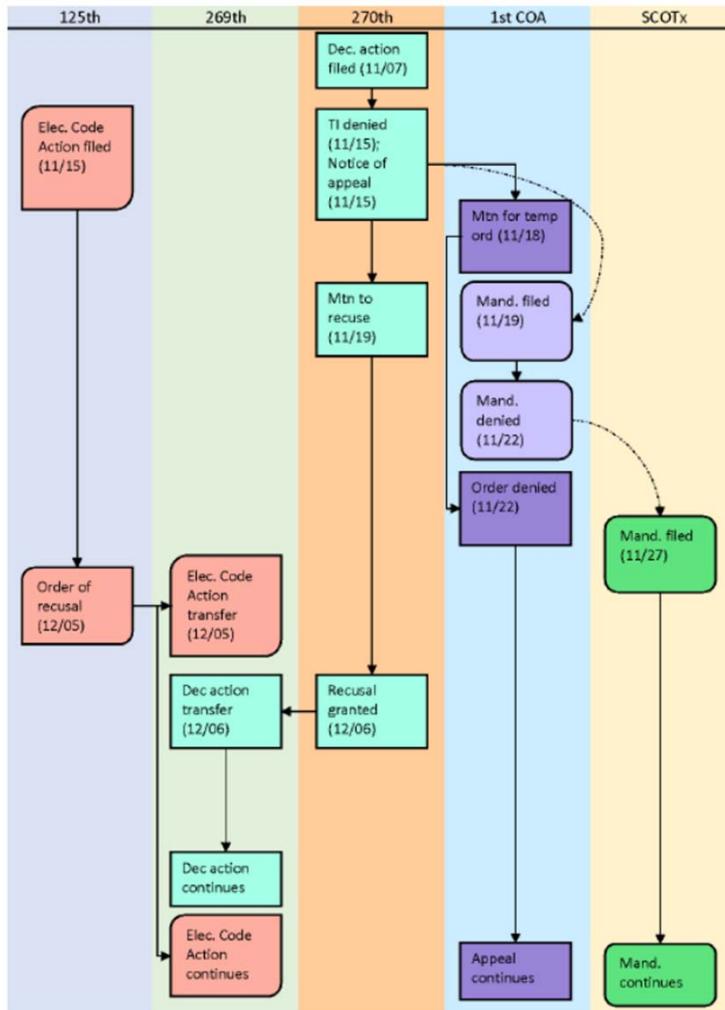 125th
269th
270th
1st COA
SCOTx
Dec. action
filed (11/07)
Elec. Code
Action filed
(11/15)
TI denied
(11/15);
Notice of
appeal
(11/15)
Mtn for temp
ord (11/18)
Mtn to
recuse
(11/19)
Mand. filed
(11/19)
Mand.
denied
(11/22)
Order denied
(11/22)
Mand. filed
(11/27)
Order of
recusal
(12/05)
Elec. Code
Action
transfer
(12/05)
Dec action
transfer
(12/06)
Recusal
granted
(12/06)
Dec action
continues
Elec. Code
Action
continues
Appeal
continues
Mand.
continues